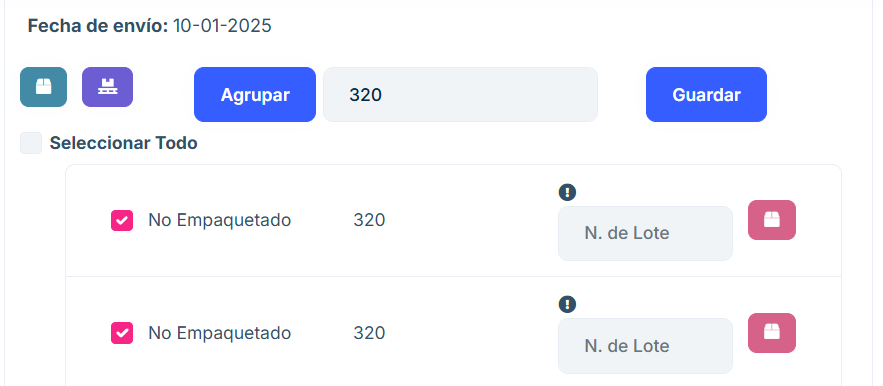 Fecha de envío: 10-01-2025
Agrupar 320 Guardar
Seleccionar Todo
No Empaquetado 320 N. de Lote
No Empaquetado 320 N. de Lote